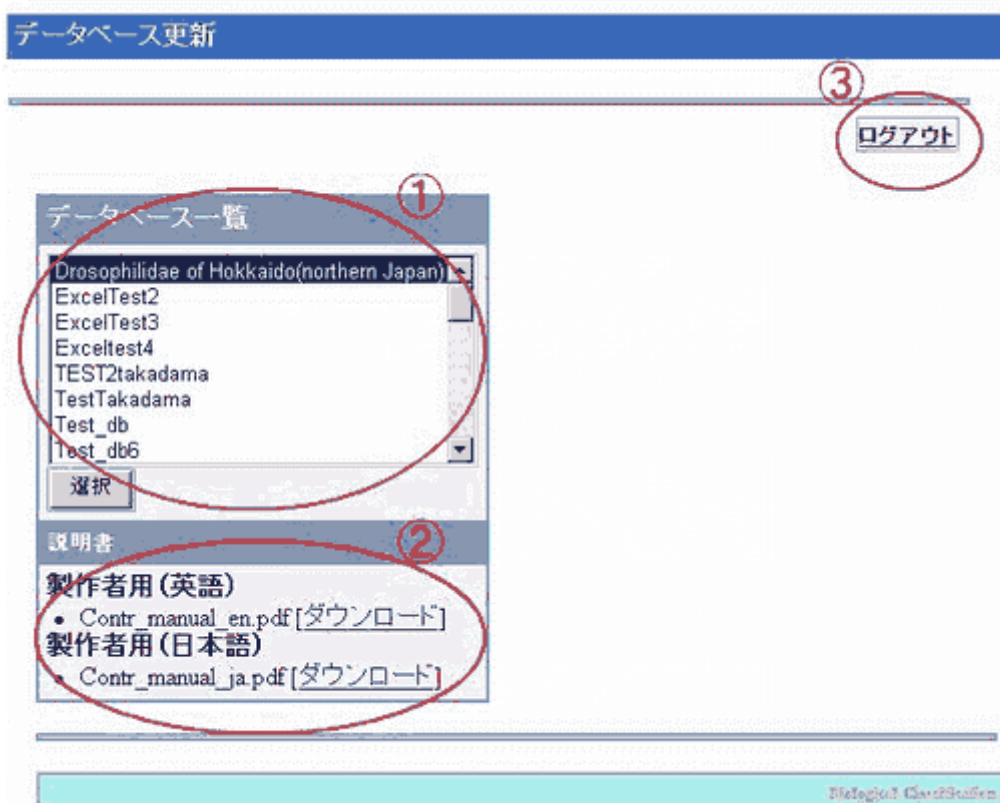 データベース更新
③
ログアウト
①
データベース一覧
Drosophilidae of Hokkaido(northern Japan)
ExcelTest2
ExcelTest3
Exceltest4
TEST2takadama
TestTakadama
Test_db
Test_db6
選択
②
説明書
製作者用(英語)
• Contr_manual_en.pdf [ダウンロード]
製作者用(日本語)
• Contr_manual_ja.pdf [ダウンロード]
Biological Classification